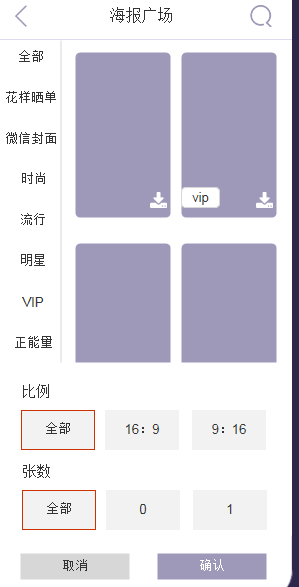 海报广场
全部
花样晒单
微信封面
时尚
流行
明星
VIP
正能量
vip
比例
全部
16：9
9：16
张数
全部
0
1
取消
确认